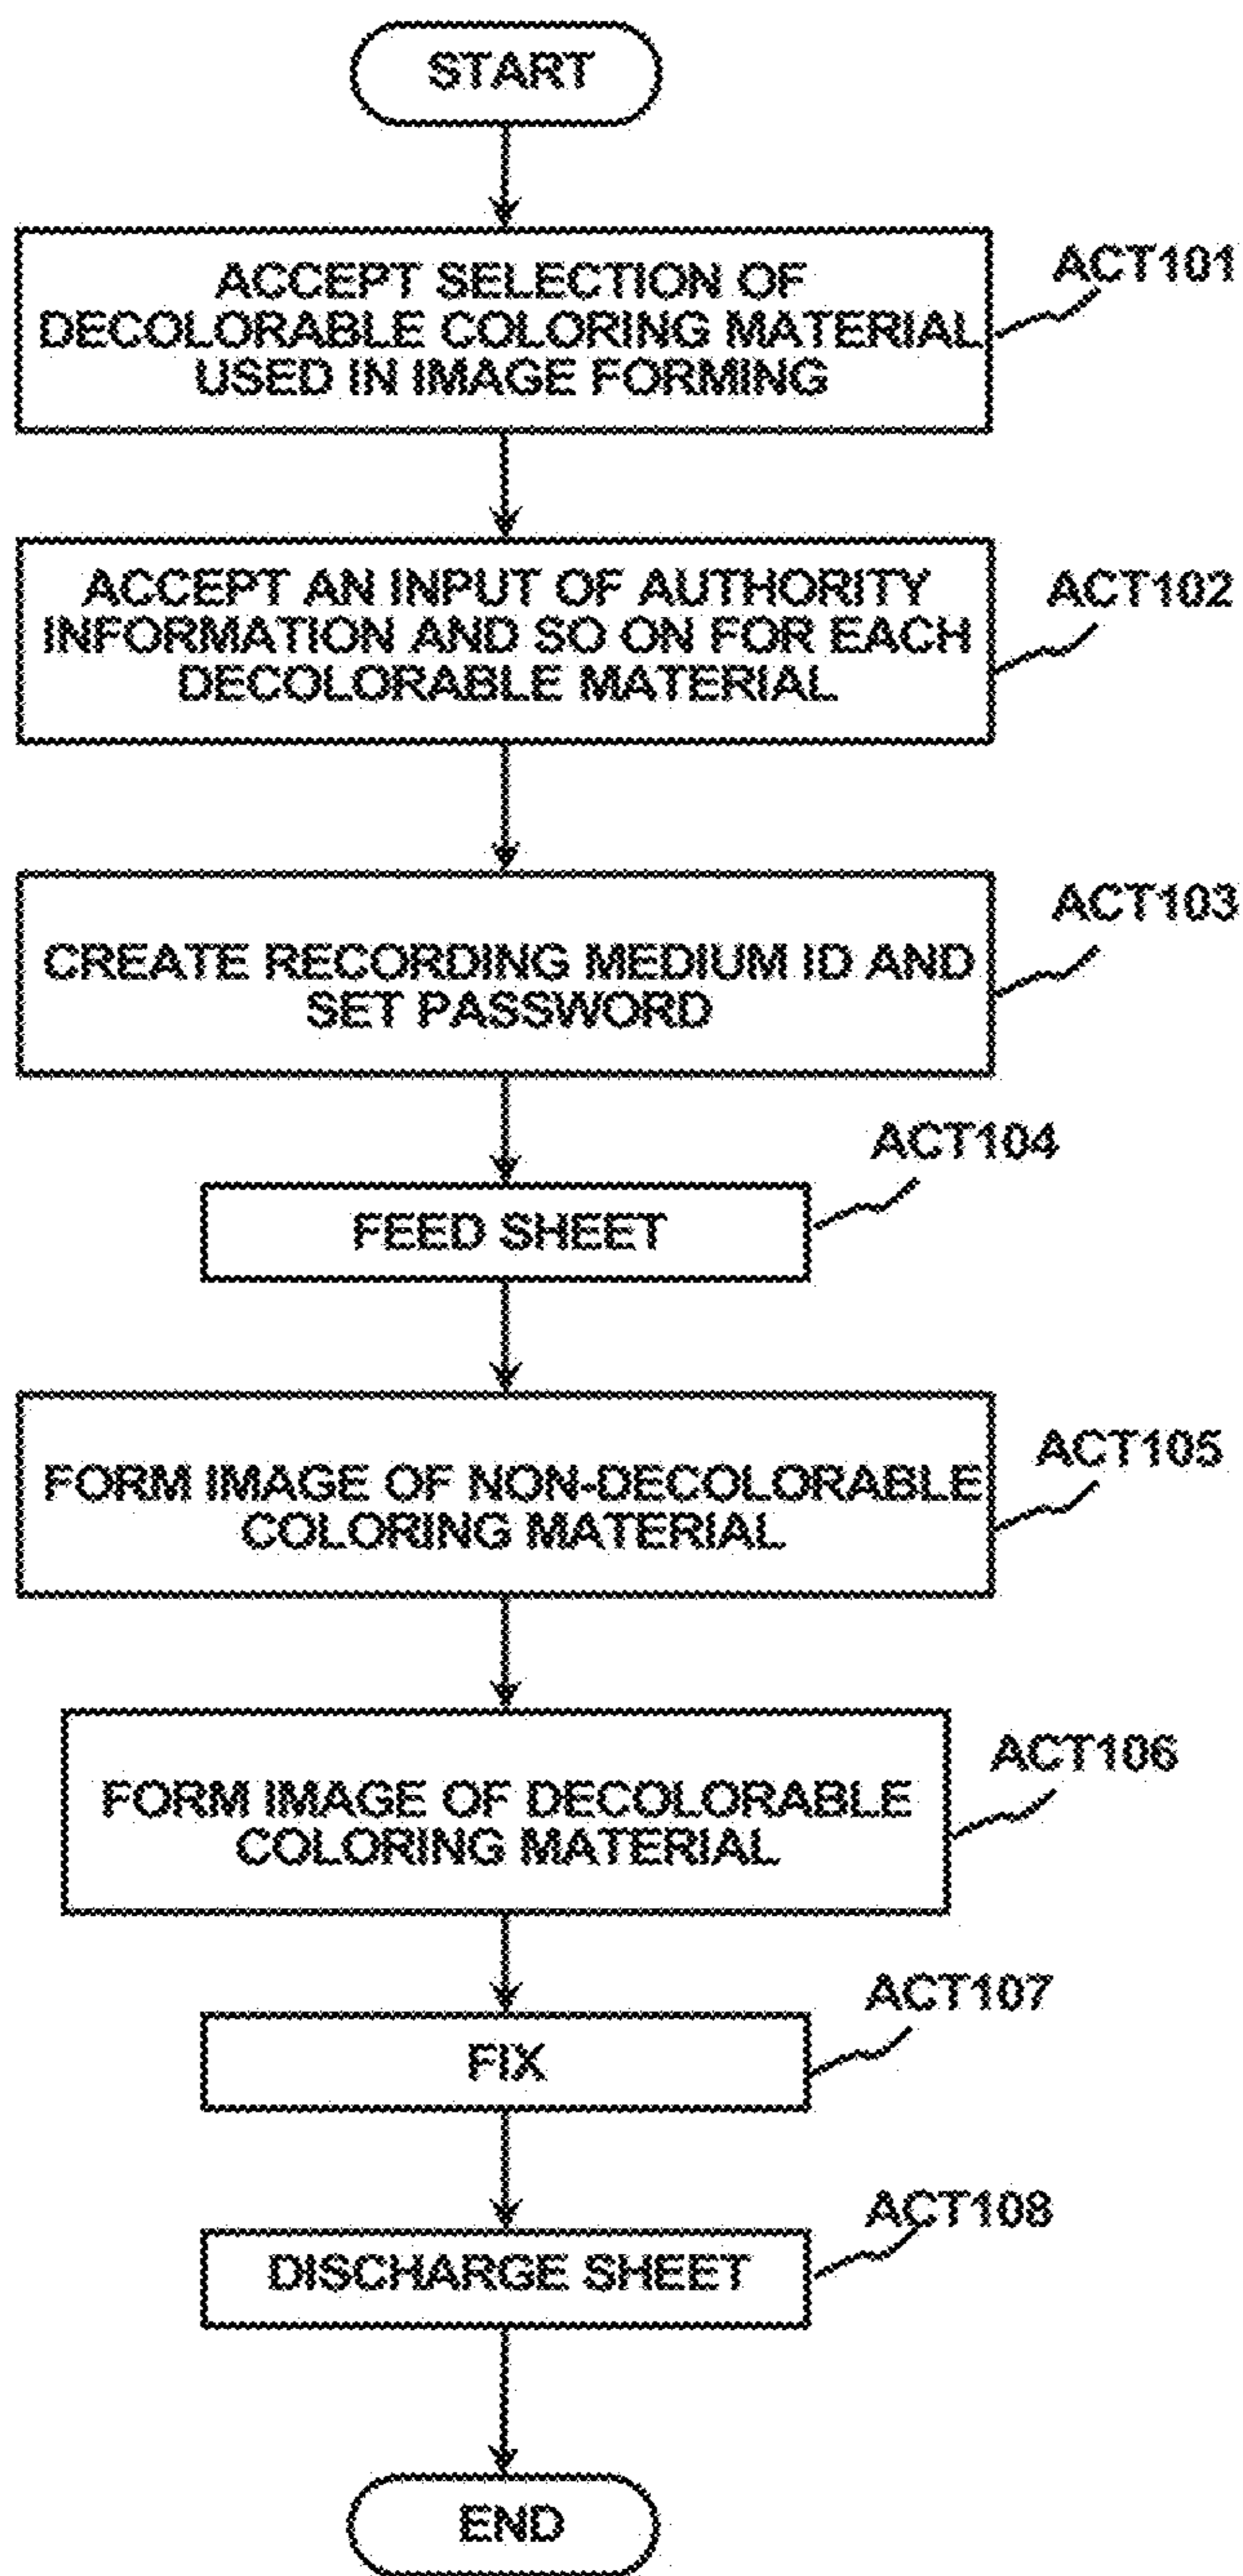 START
ACCEPT SELECTION OF
DECOLORABLE COLORING MATERIAL
USED IN IMAGE FORMING
ACT101
ACCEPT AN INPUT OF AUTHORITY
INFORMATION AND SO ON FOR EACH
DECOLORABLE MATERIAL
ACT102
CREATE RECORDING MEDIUM ID AND
SET PASSWORD
ACT103
FEED SHEET
ACT104
FORM IMAGE OF NON-DECOLORABLE
COLORING MATERIAL
ACT105
FORM IMAGE OF DECOLORABLE
COLORING MATERIAL
ACT106
FIX
ACT107
DISCHARGE SHEET
ACT108
END